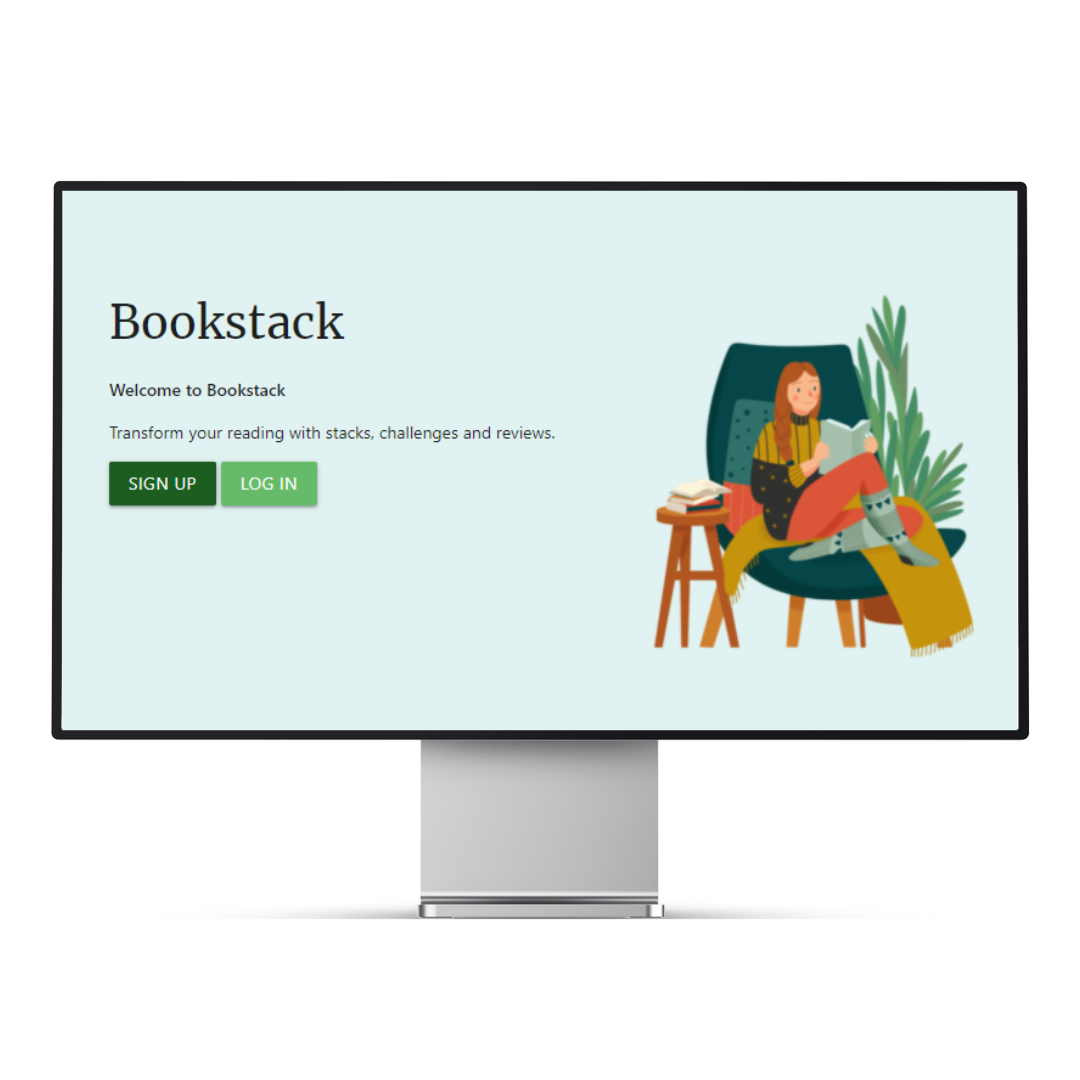 Bookstack
Welcome to Bookstack
Transform your reading with stacks, challenges and reviews.
SIGN UP LOG IN